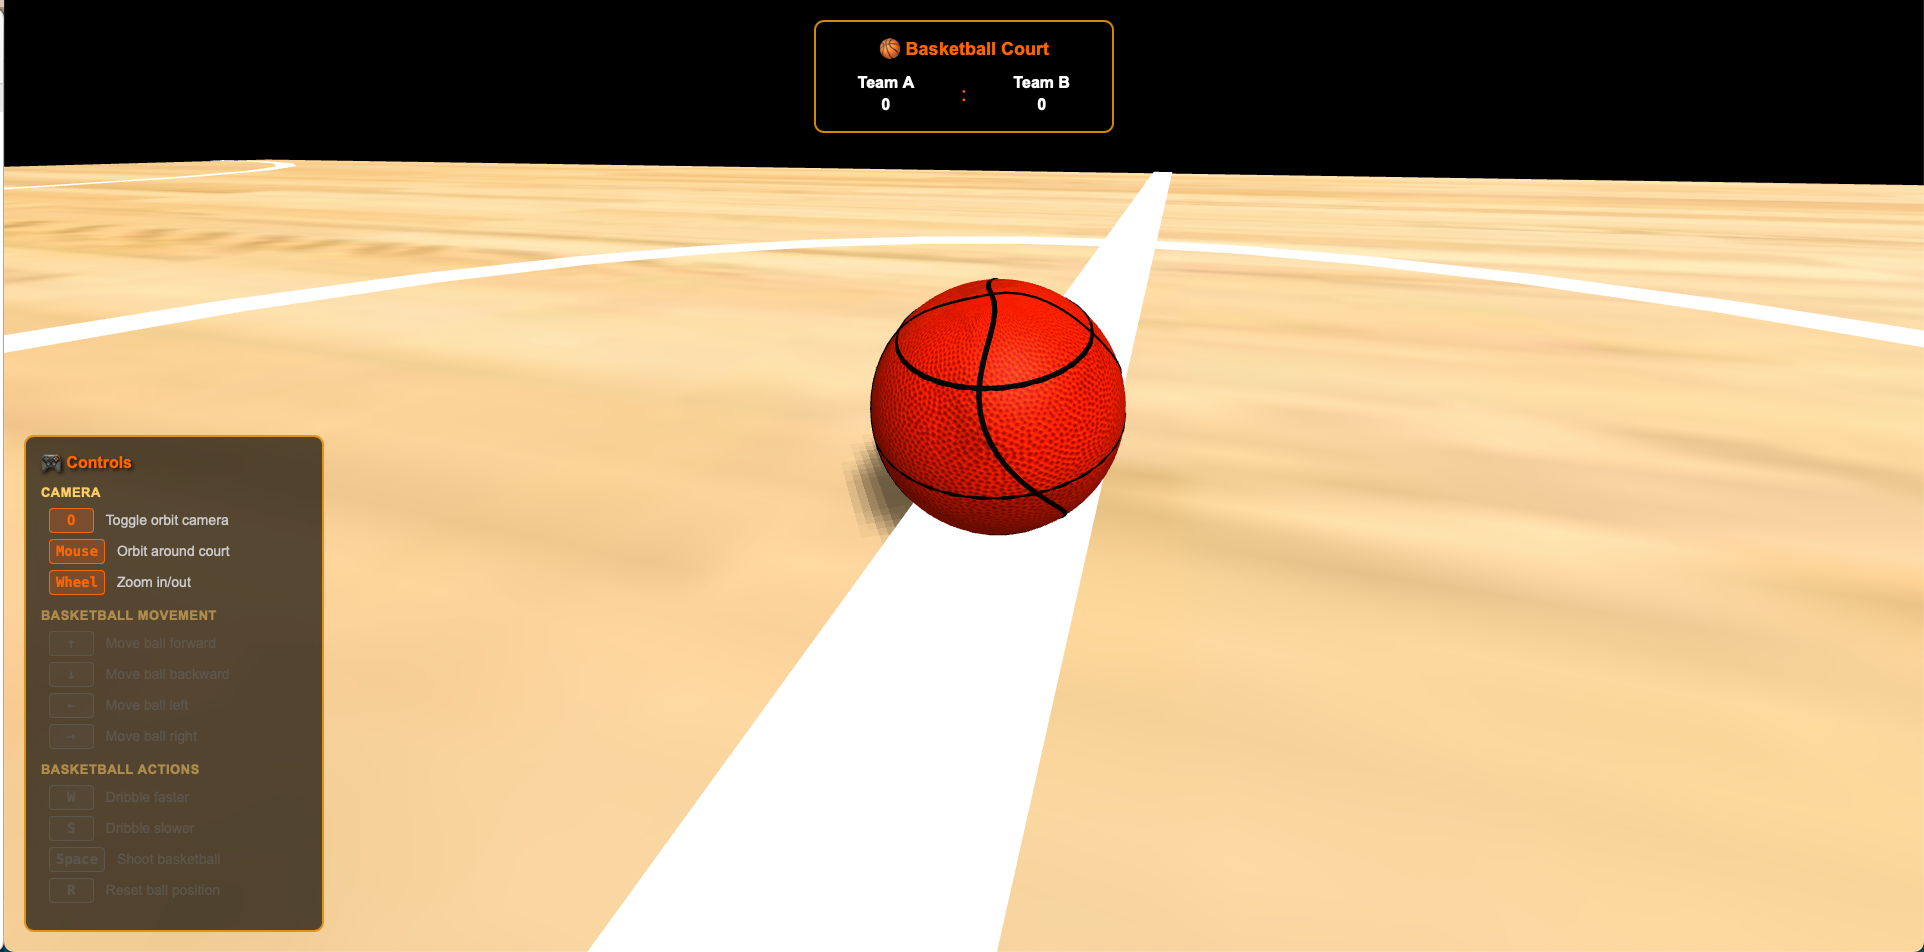 🏀 Basketball Court
Team A : Team B
0 0
🎮 Controls
CAMERA
O Toggle orbit camera
Mouse Orbit around court
Wheel Zoom in/out
BASKETBALL MOVEMENT
↑ Move ball forward
↓ Move ball backward
← Move ball left
→ Move ball right
BASKETBALL ACTIONS
W Dribble faster
S Dribble slower
Space Shoot basketball
R Reset ball position